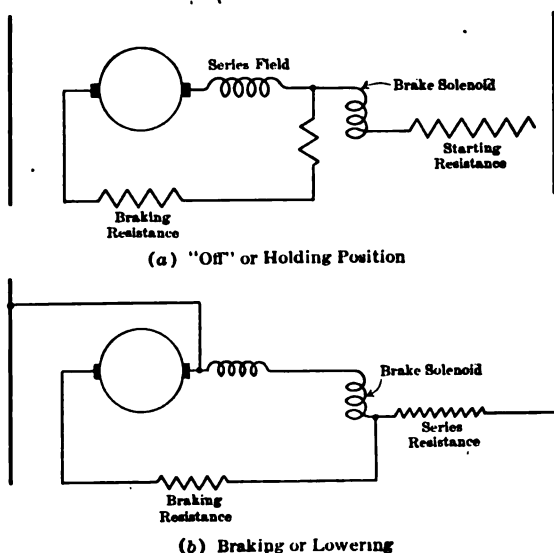 Series Field
Brake Solenoid
Starting
Resistance
Braking
Resistance
(a) "Off" or Holding Position
Brake Solenoid
Series
Resistance
Braking
Resistance
(b) Braking or Lowering